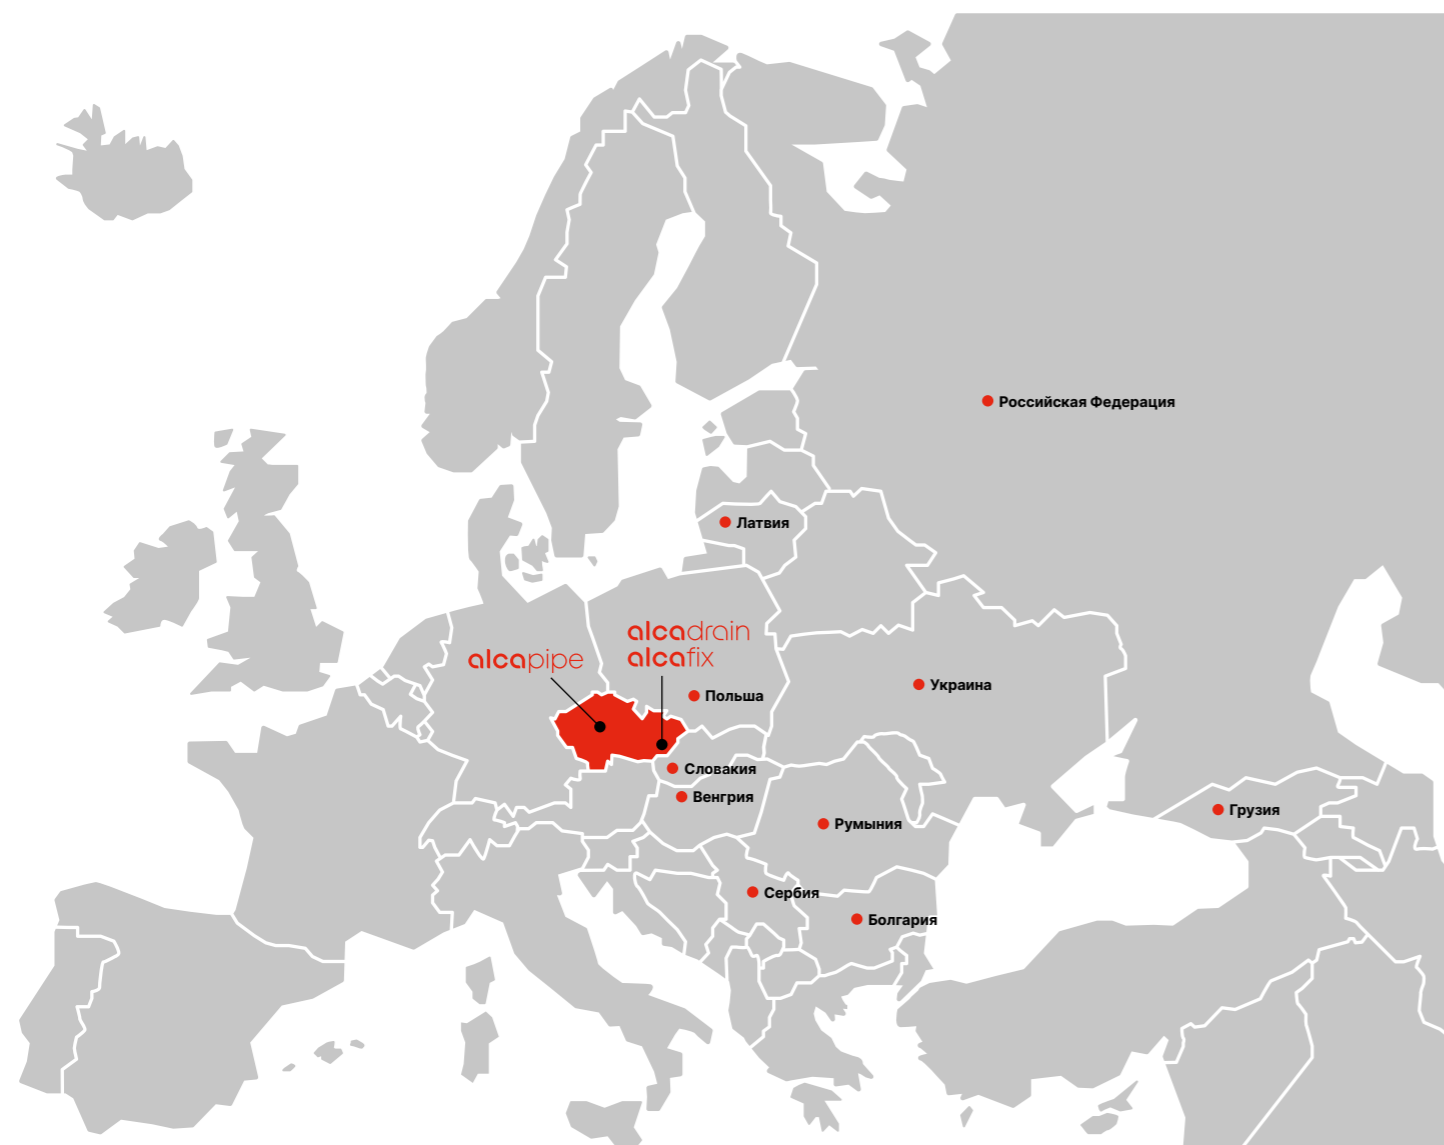 Российская Федерация
Латвия
alcadrain
alcafix
alcapipe
Украина
Польша
Словакия
Венгрия
Грузия
Румыния
Сербия
Болгария